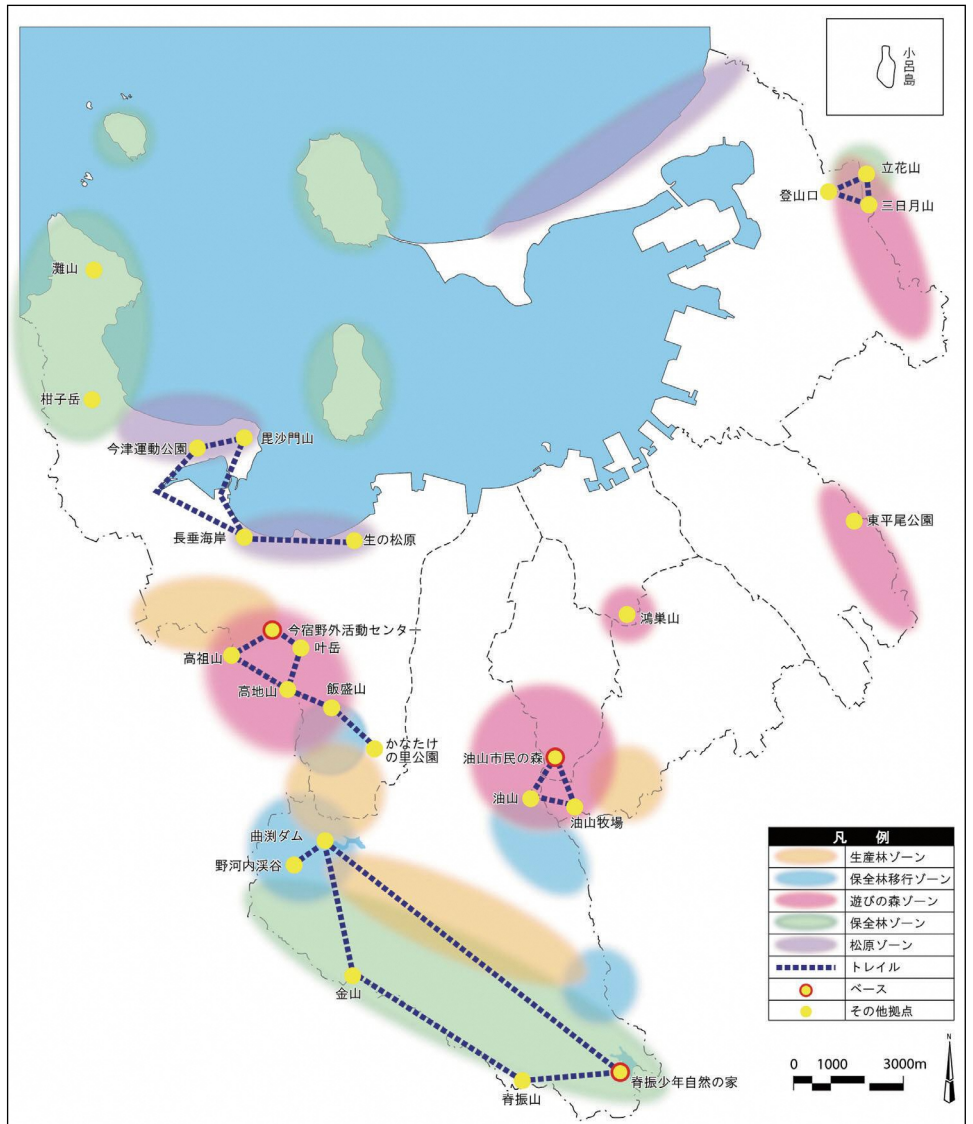 小呂島
立花山
登山口
三日月山
灘山
柑子岳
毘沙門山
今津運動公園
長垂海岸
生の松原
東平尾公園
鴻巣山
今宿野外活動センター
叶岳
高祖山
高地山
飯盛山
かなたけ
の里公園
油山市民の森
油山
油山牧場
曲渕ダム
野河内渓谷
金山
脊振山
脊振少年自然の家
凡 例
生産林ゾーン
保全林移行ゾーン
遊びの森ゾーン
保全林ゾーン
松原ゾーン
トレイル
ベース
その他拠点
N
0 1000 3000m